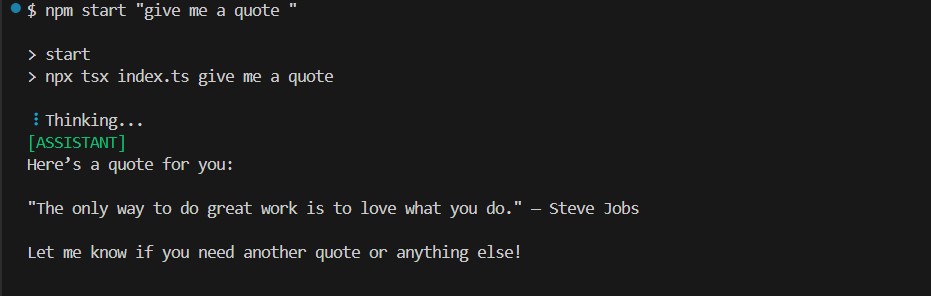 $ npm start "give me a quote "
> start
> npx tsx index.ts give me a quote
⠸Thinking...
[ASSISTANT]
Here’s a quote for you:
"The only way to do great work is to love what you do." — Steve Jobs
Let me know if you need another quote or anything else!